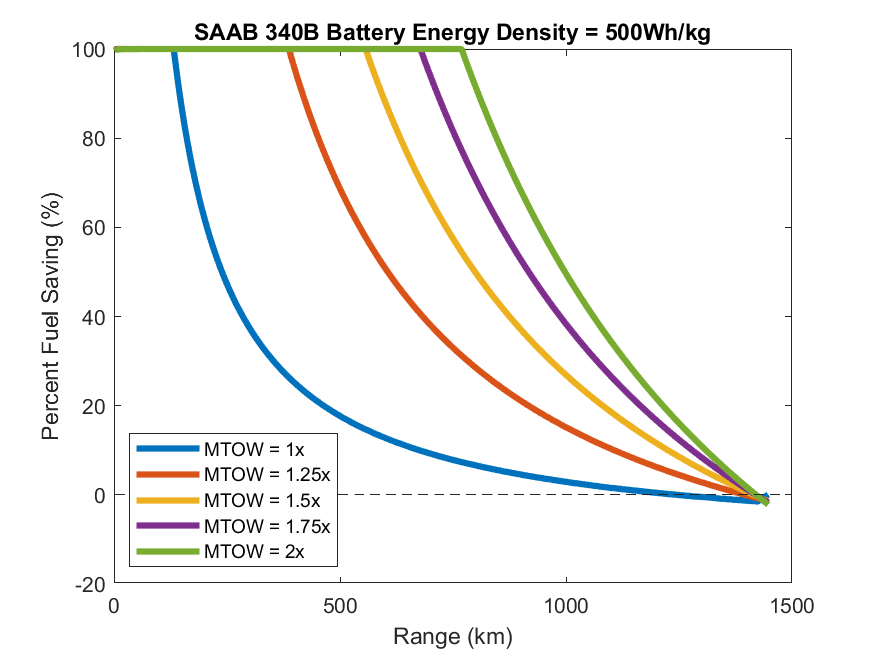 SAAB 340B Battery Energy Density = 500Wh/kg
100
80
60
40
20
0
-20
Percent Fuel Saving (%)
MTOW = 1x
MTOW = 1.25x
MTOW = 1.5x
MTOW = 1.75x
MTOW = 2x
0 500 1000 1500
Range (km)